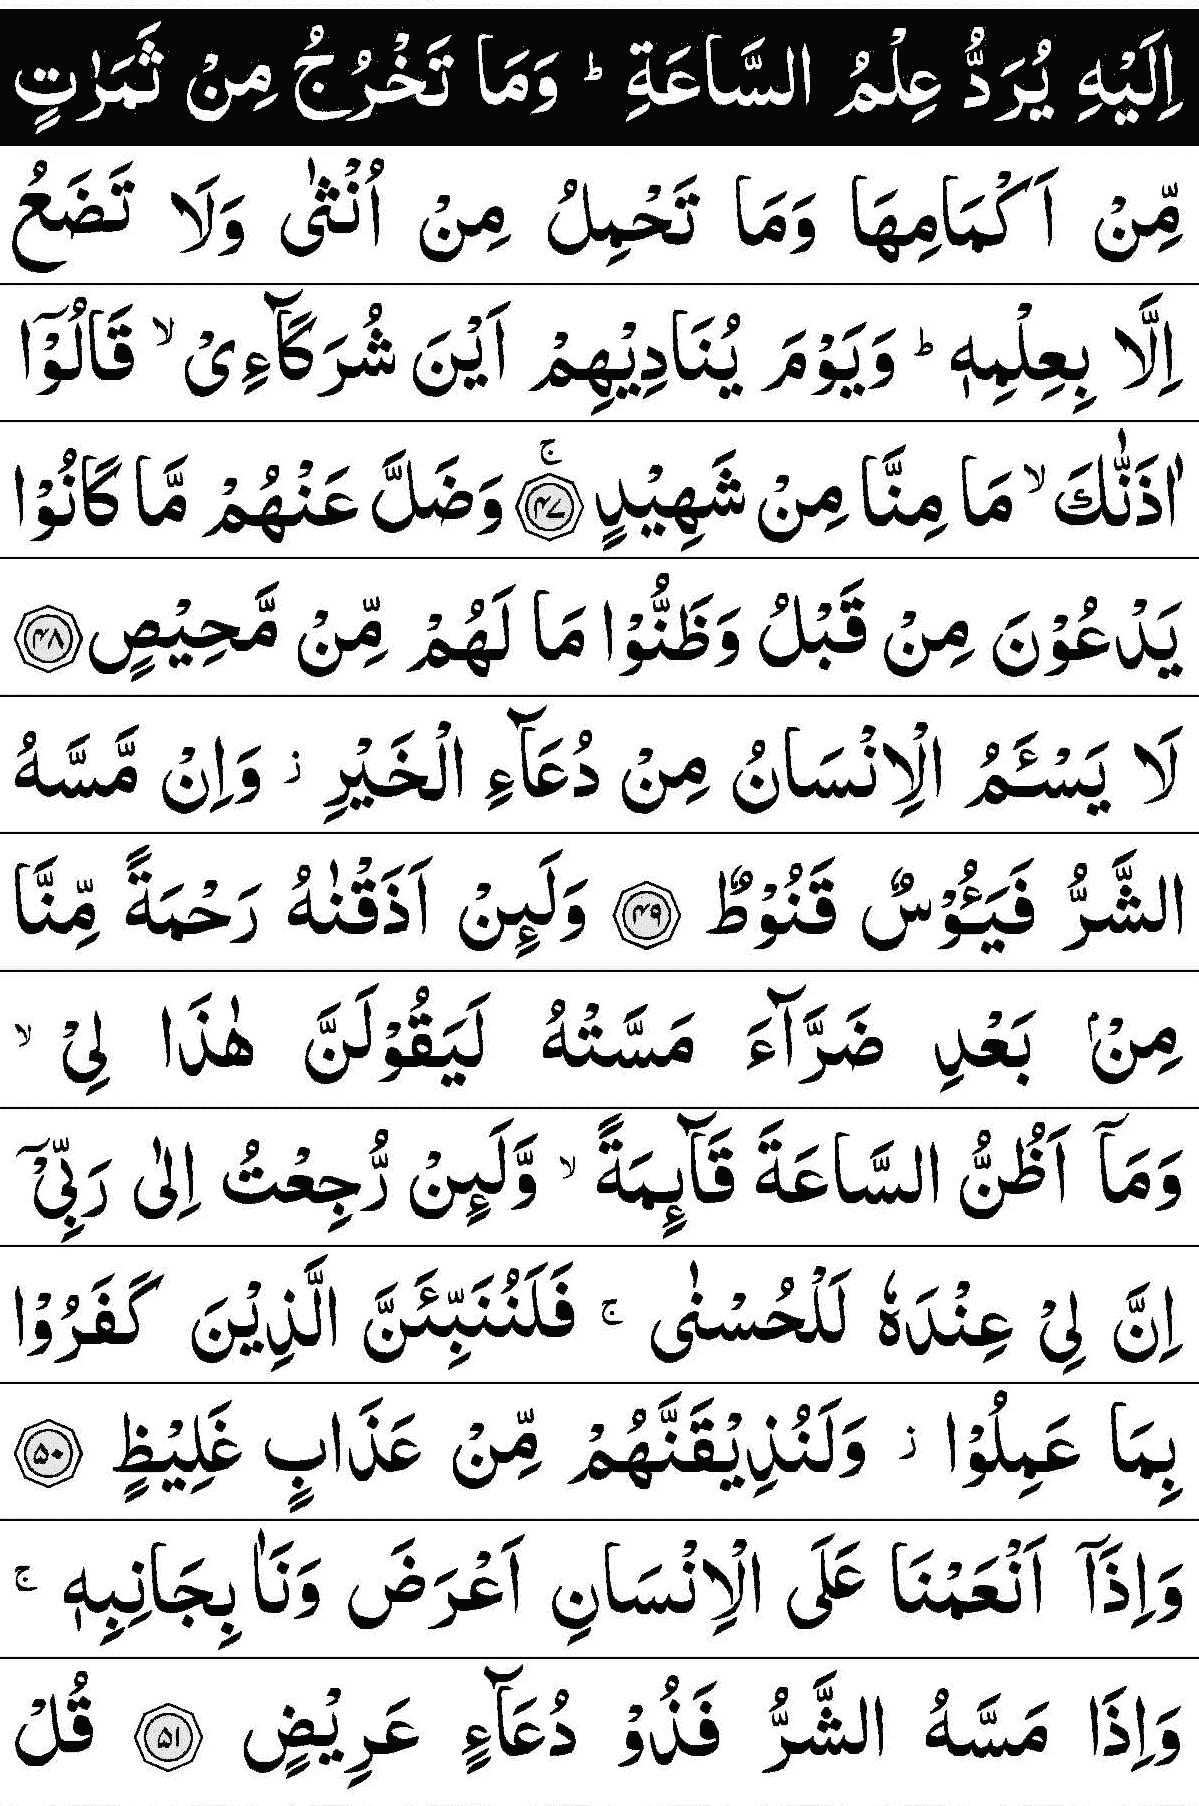 اِلَیْهِ یُرَدُّ عِلْمُ السَّاعَةِ ؕ وَمَا تَخْرُجُ مِنْ ثَمَرٰتٍ
مِّنْ اَكْمَامِهَا وَمَا تَحْمِلُ مِنْ اُنْثٰی وَلَا تَضَعُ
اِلَّا بِعِلْمِهٖ ؕ وَیَوْمَ یُنَادِیْهِمْ اَیْنَ شُرَكَآءِیْ ۙ قَالُوْۤا
اٰذَنّٰكَ ۙ مَا مِنَّا مِنْ شَهِیْدٍ ۚ ﴿۴۷﴾ وَضَلَّ عَنْهُمْ مَّا كَانُوْا
یَدْعُوْنَ مِنْ قَبْلُ وَظَنُّوْا مَا لَهُمْ مِّنْ مَّحِیْصٍ ﴿۴۸﴾
لَا یَسْـَٔمُ الْاِنْسَانُ مِنْ دُعَآءِ الْخَیْرِ ؗ وَاِنْ مَّسَّهُ
الشَّرُّ فَیَـُٔوْسٌ قَنُوْطٌ ﴿۴۹﴾ وَلَىِٕنْ اَذَقْنٰهُ رَحْمَةً مِّنَّا
مِنْۢ بَعْدِ ضَرَّآءَ مَسَّتْهُ لَیَقُوْلَنَّ هٰذَا لِیْ ۙ
وَمَاۤ اَظُنُّ السَّاعَةَ قَآىِٕمَةً ۙ وَّلَىِٕنْ رُّجِعْتُ اِلٰی رَبِّیْۤ
اِنَّ لِیْ عِنْدَهٗ لَلْحُسْنٰی ۚ فَلَنُنَبِّئَنَّ الَّذِیْنَ كَفَرُوْا
بِمَا عَمِلُوْا ؗ وَلَنُذِیْقَنَّهُمْ مِّنْ عَذَابٍ غَلِیْظٍ ﴿۵۰﴾
وَاِذَاۤ اَنْعَمْنَا عَلَی الْاِنْسَانِ اَعْرَضَ وَنَاٰ بِجَانِبِهٖ ۚ
وَاِذَا مَسَّهُ الشَّرُّ فَذُوْ دُعَآءٍ عَرِیْضٍ ﴿۵۱﴾ قُلْ